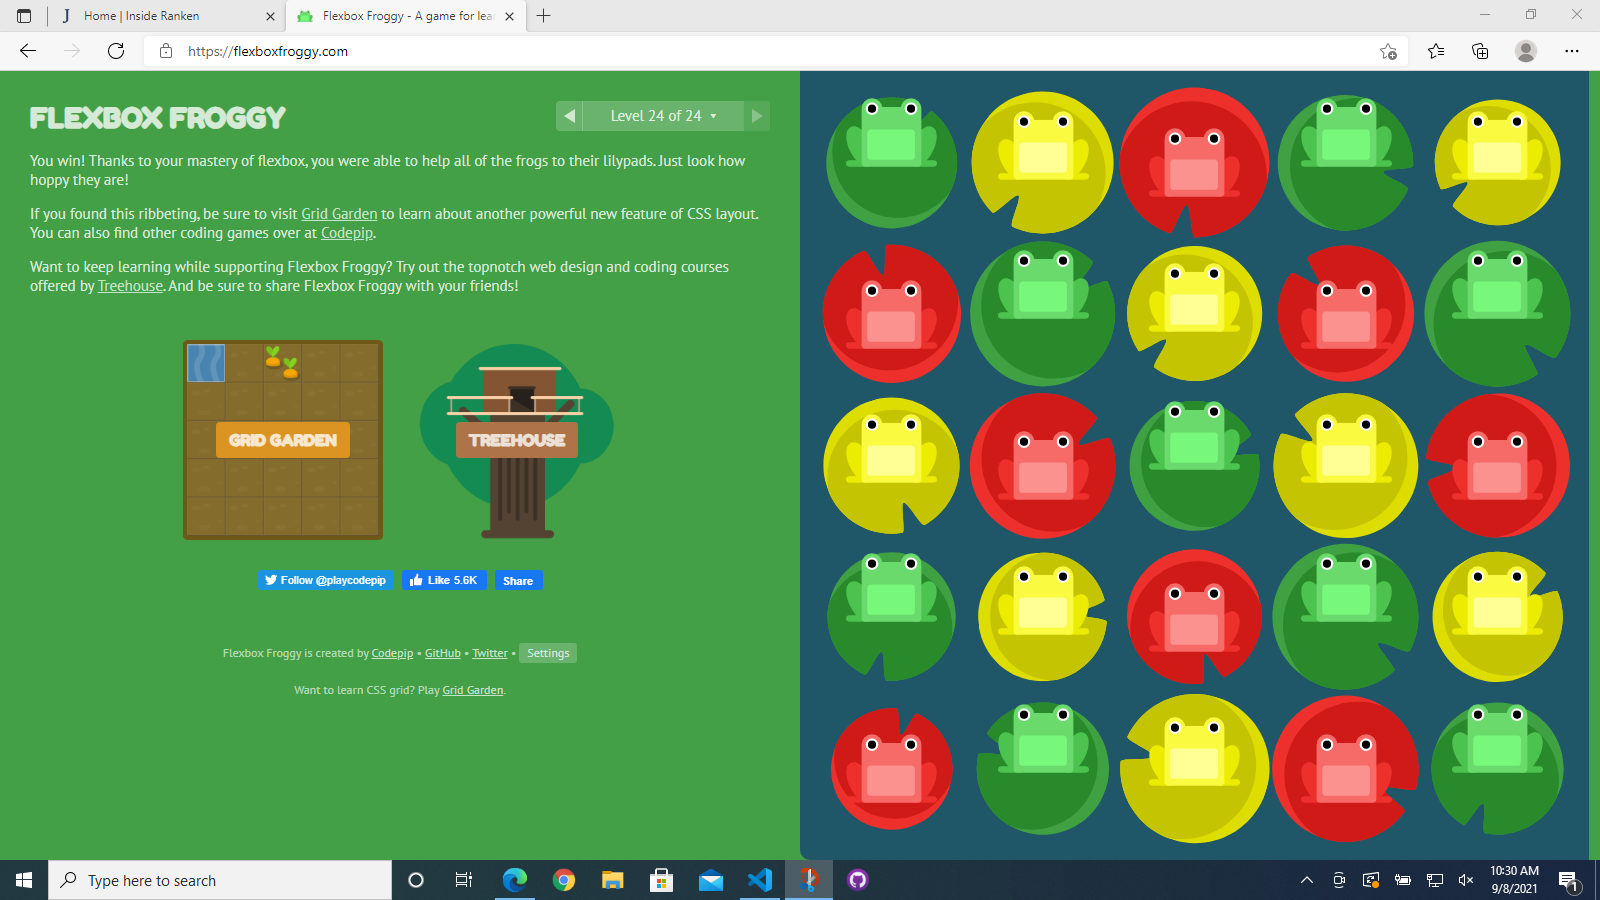 Home | Inside Ranken
Flexbox Froggy - A game for lear
https://flexboxfroggy.com
FLEXBOX FROGGY
Level 24 of 24
You win! Thanks to your mastery of flexbox, you were able to help all of the frogs to their lilypads. Just look how
hoppy they are!
If you found this ribbeting, be sure to visit Grid Garden to learn about another powerful new feature of CSS layout.
You can also find other coding games over at Codepip.
Want to keep learning while supporting Flexbox Froggy? Try out the topnotch web design and coding courses
offered by Treehouse. And be sure to share Flexbox Froggy with your friends!
GRID GARDEN
TREEHOUSE
Follow @playcodepip
Like 5.6K
Share
Flexbox Froggy is created by Codepip • GitHub • Twitter • Settings
Want to learn CSS grid? Play Grid Garden.
Type here to search
10:30 AM
9/8/2021
1